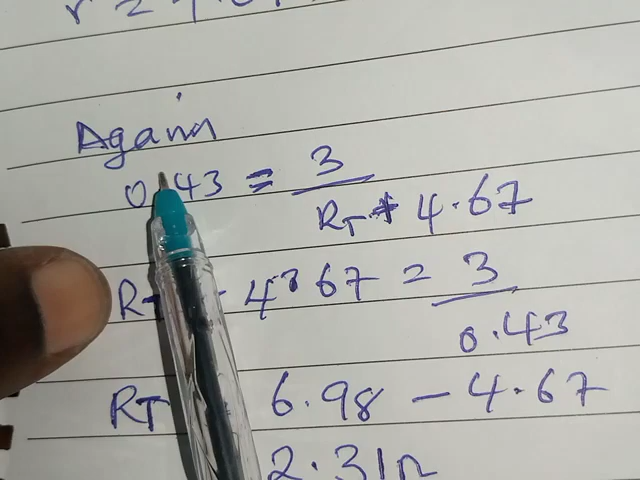 Again
0.43 = 3 / RT + 4.67
RT 4.67 = 3 / 0.43
RT 6.98 - 4.67
2.31Ω